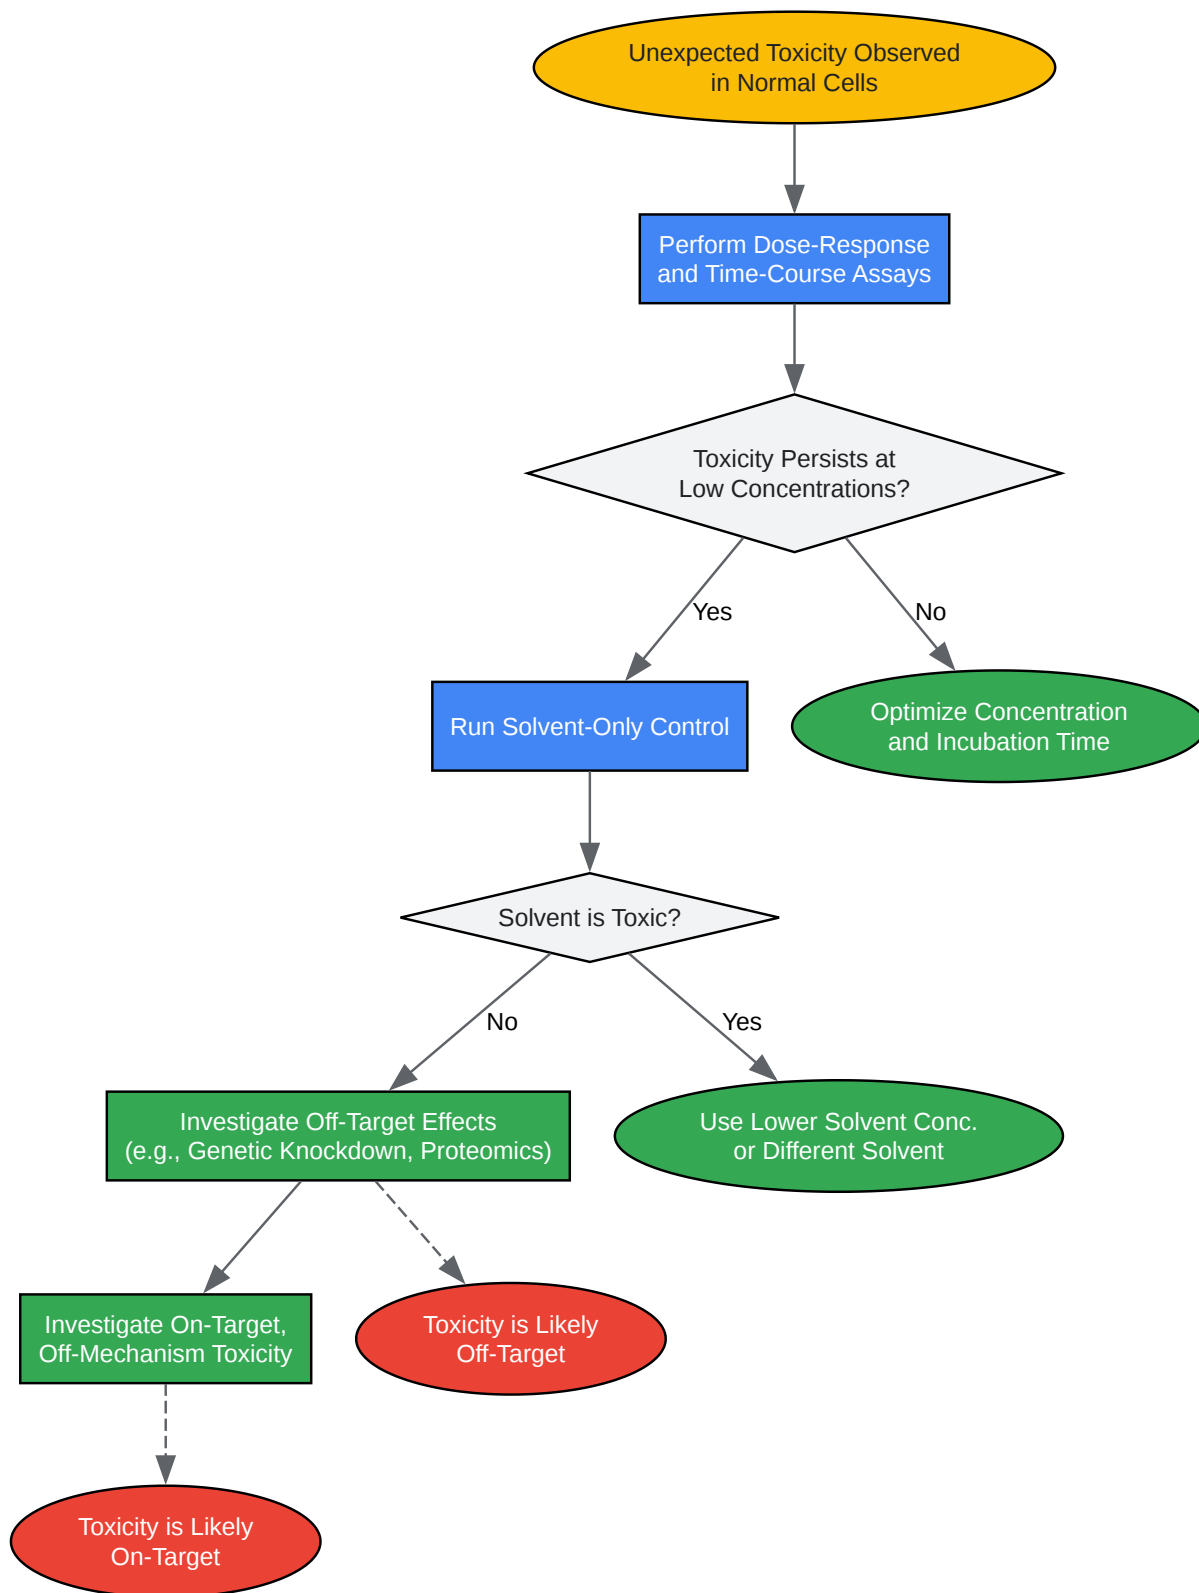 Unexpected Toxicity Observed
in Normal Cells
Perform Dose-Response
and Time-Course Assays
Toxicity Persists at
Low Concentrations?
Yes
No
Run Solvent-Only Control
Optimize Concentration
and Incubation Time
Solvent is Toxic?
No
Yes
Investigate Off-Target Effects
(e.g., Genetic Knockdown, Proteomics)
Use Lower Solvent Conc.
or Different Solvent
Investigate On-Target,
Off-Mechanism Toxicity
Toxicity is Likely
Off-Target
Toxicity is Likely
On-Target